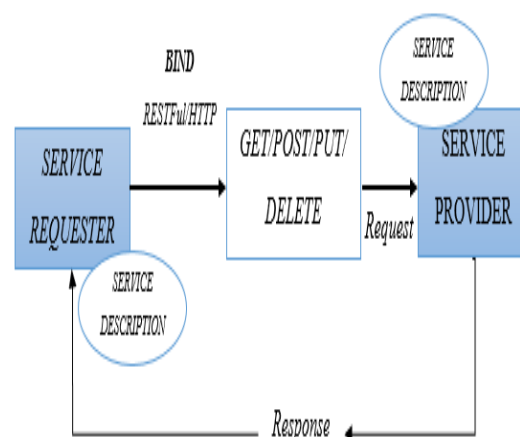 BIND
RESTFul/HTTP
SERVICE
REQUESTER
SERVICE
DESCRIPTION
GET/POST/PUT/
DELETE
Request
SERVICE
DESCRIPTION
SERVICE
PROVIDER
Response